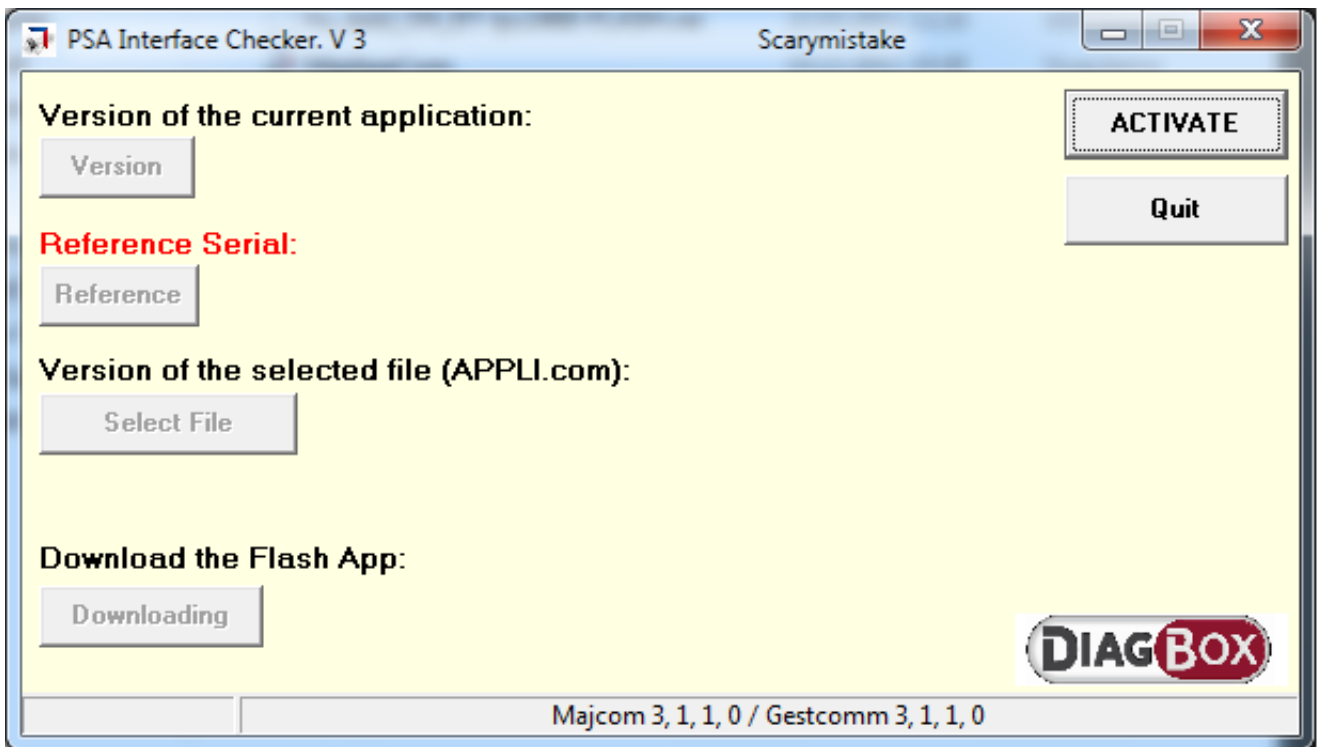 PSA Interface Checker. V 3 Scarymistake
Version of the current application:
ACTIVATE
Version
Quit
Reference Serial:
Reference
Version of the selected file (APPLI.com):
Select File
Download the Flash App:
Downloading
DIAGBOX
Majcom 3, 1, 1, 0 / Gestcomm 3, 1, 1, 0